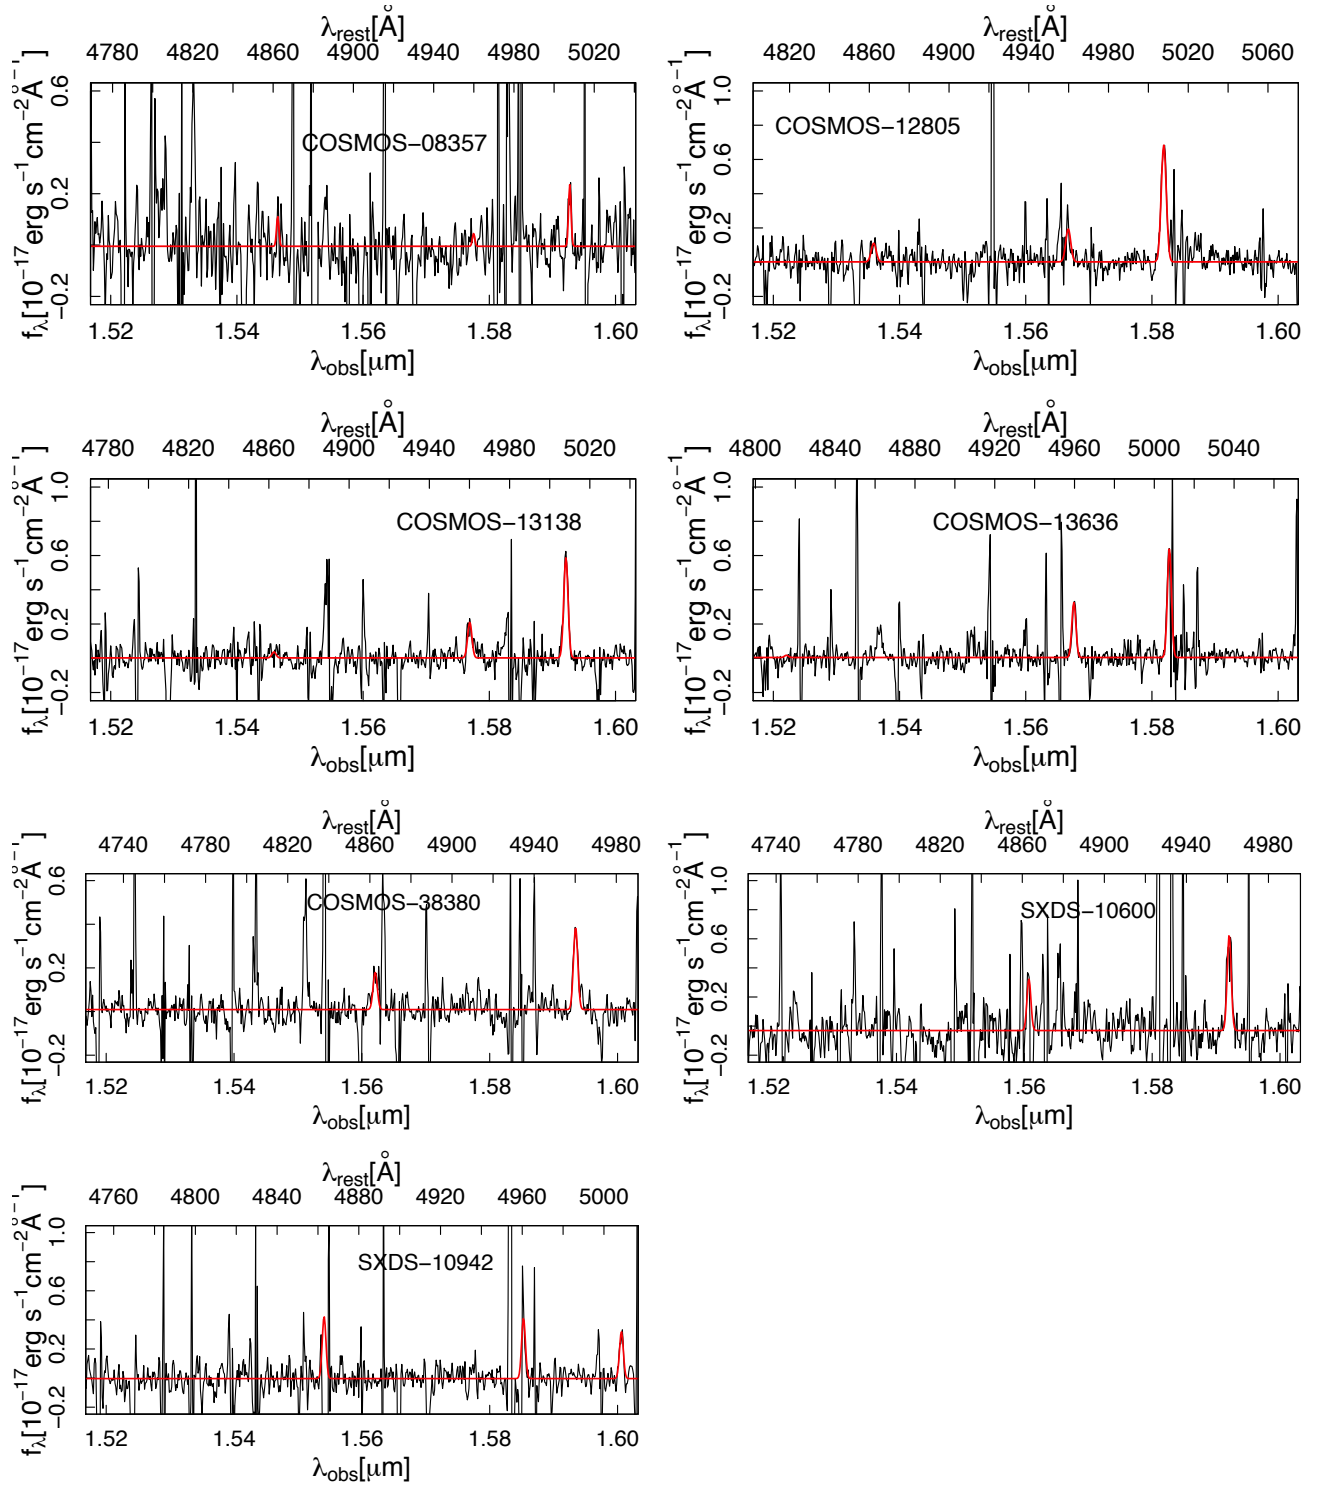 λrest[Å]
4780 4820 4860 4900 4940 4980 5020
fλ[10−17erg s−1cm−2Å−1]
−0.2 0.2 0.6
COSMOS−08357
1.52 1.54 1.56 1.58 1.60
λobs[μm]
λrest[Å]
4820 4860 4900 4940 4980 5020 5060
fλ[10−17erg s−1cm−2Å−1]
−0.2 0.2 0.6 1.0
COSMOS−12805
1.52 1.54 1.56 1.58 1.60
λobs[μm]
λrest[Å]
4780 4820 4860 4900 4940 4980 5020
fλ[10−17erg s−1cm−2Å−1]
−0.2 0.2 0.6 1.0
COSMOS−13138
1.52 1.54 1.56 1.58 1.60
λobs[μm]
λrest[Å]
4800 4840 4880 4920 4960 5000 5040
fλ[10−17erg s−1cm−2Å−1]
−0.2 0.2 0.6 1.0
COSMOS−13636
1.52 1.54 1.56 1.58 1.60
λobs[μm]
λrest[Å]
4740 4780 4820 4860 4900 4940 4980
fλ[10−17erg s−1cm−2Å−1]
−0.2 0.2 0.6
COSMOS−38380
1.52 1.54 1.56 1.58 1.60
λobs[μm]
λrest[Å]
4740 4780 4820 4860 4900 4940 4980
fλ[10−17erg s−1cm−2Å−1]
−0.2 0.2 0.6 1.0
SXDS−10600
1.52 1.54 1.56 1.58 1.60
λobs[μm]
λrest[Å]
4760 4800 4840 4880 4920 4960 5000
fλ[10−17erg s−1cm−2Å−1]
−0.2 0.2 0.6 1.0
SXDS−10942
1.52 1.54 1.56 1.58 1.60
λobs[μm]